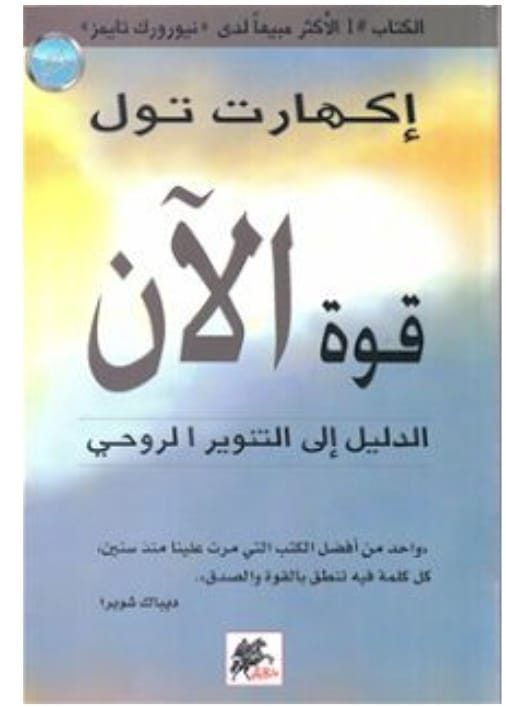 الكتاب #1 الأكثر مبيعاً لدى «نيويورك تايمز»
إكهارت تول
قوة الآن
الدليل إلى التنوير الروحي
«واحد من أفضل الكتب التي مرت علينا منذ سنين،
كل كلمة فيه تنطق بالقوة والصدق».
ديباك شوبرا